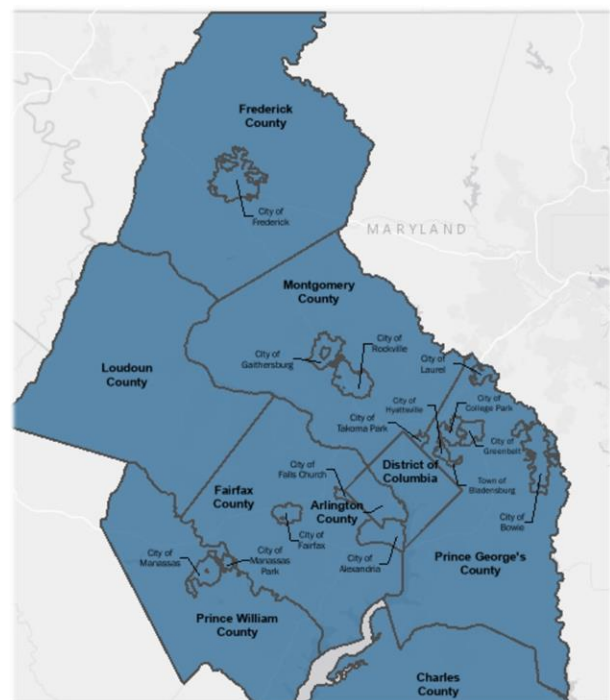 Frederick
County
City of
Frederick
MARYLAND
Montgomery
County
City of
Rockville
City of
Gaithersburg
City of
Laurel
Loudoun
County
City of
Hyattsville
City of
College Park
City of
Takoma Park
City of
Greenbelt
City of
Falls Church
District of
Columbia
Town of
Bladensburg
Fairfax
County
Arlington
County
City of
Bowie
City of
Fairfax
City of
Alexandria
City of
Manassas
City of
Manassas
Park
Prince George's
County
Prince William
County
Charles
County